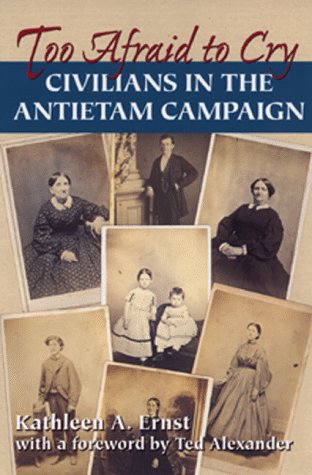 Too Afraid to Cry
CIVILIANS IN THE
ANTIETAM CAMPAIGN
Kathleen A. Ernst
with a foreword by Ted Alexander